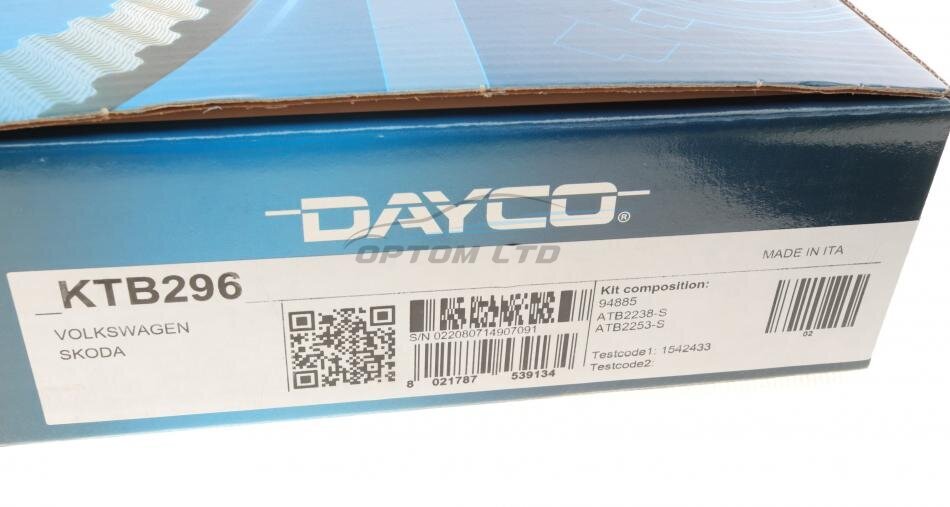 DAYCO®
OPTOM LTD
KTB296
VOLKSWAGEN
SKODA
S/N 022080714907091
8 021787 539134
Kit composition:
94885
ATB2238-S
ATB2253-S
Testcode1: 1542433
Testcode2:
MADE IN ITA
02